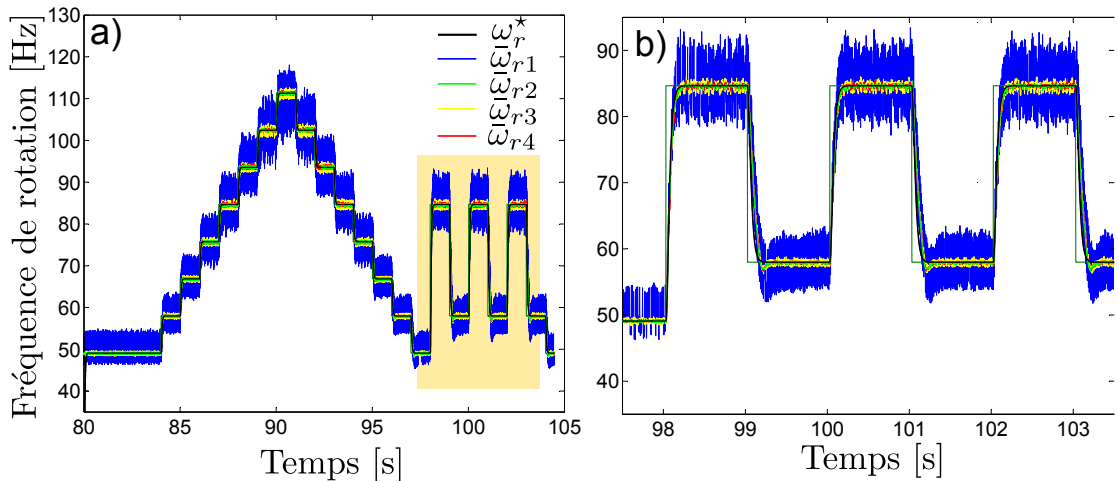 a)
Fréquence de rotation [Hz]
130
120
110
100
90
80
70
60
50
40
80
85
90
95
100
105
Temps [s]
ω_r^⋆
ω̄_{r1}
ω̄_{r2}
ω̄_{r3}
ω̄_{r4}
b)
90
80
70
60
50
40
98
99
100
101
102
103
Temps [s]